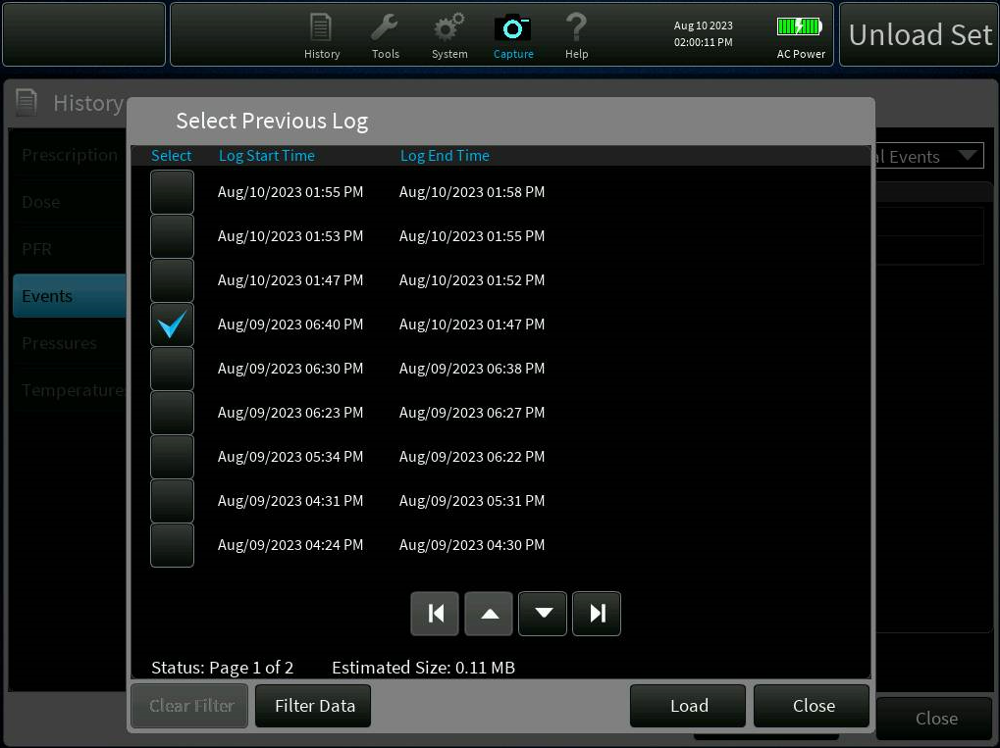 History Tools System Capture Help
Aug 10 2023
02:00:11 PM
AC Power
Unload Set
History
Select Previous Log
Prescription
Dose
PFR
Events
Pressures
Temperature
al Events
Select Log Start Time Log End Time
Aug/10/2023 01:55 PM Aug/10/2023 01:58 PM
Aug/10/2023 01:53 PM Aug/10/2023 01:55 PM
Aug/10/2023 01:47 PM Aug/10/2023 01:52 PM
Aug/09/2023 06:40 PM Aug/10/2023 01:47 PM
Aug/09/2023 06:30 PM Aug/09/2023 06:38 PM
Aug/09/2023 06:23 PM Aug/09/2023 06:27 PM
Aug/09/2023 05:34 PM Aug/09/2023 06:22 PM
Aug/09/2023 04:31 PM Aug/09/2023 05:31 PM
Aug/09/2023 04:24 PM Aug/09/2023 04:30 PM
Status: Page 1 of 2 Estimated Size: 0.11 MB
Clear Filter Filter Data Load Close
Close